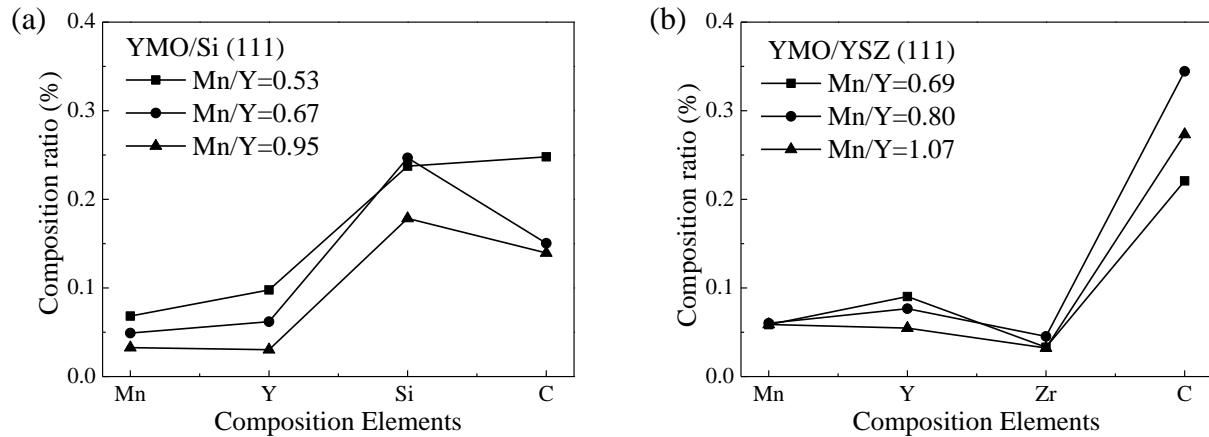 (a)
YMO/Si (111)
Mn/Y=0.53
Mn/Y=0.67
Mn/Y=0.95
0.4
0.3
0.2
0.1
0.0
Composition ratio (%)
Mn Y Si C
Composition Elements
(b)
YMO/YSZ (111)
Mn/Y=0.69
Mn/Y=0.80
Mn/Y=1.07
0.4
0.3
0.2
0.1
0.0
Composition ratio (%)
Mn Y Zr C
Composition Elements